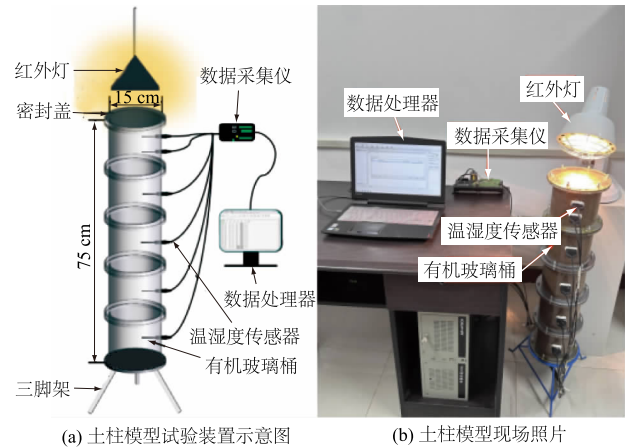 红外灯
15 cm
密封盖
数据采集仪
75 cm
数据处理器
温湿度传感器
有机玻璃桶
三脚架
(a) 土柱模型试验装置示意图
红外灯
数据处理器
数据采集仪
温湿度传感器
有机玻璃桶
(b) 土柱模型现场照片